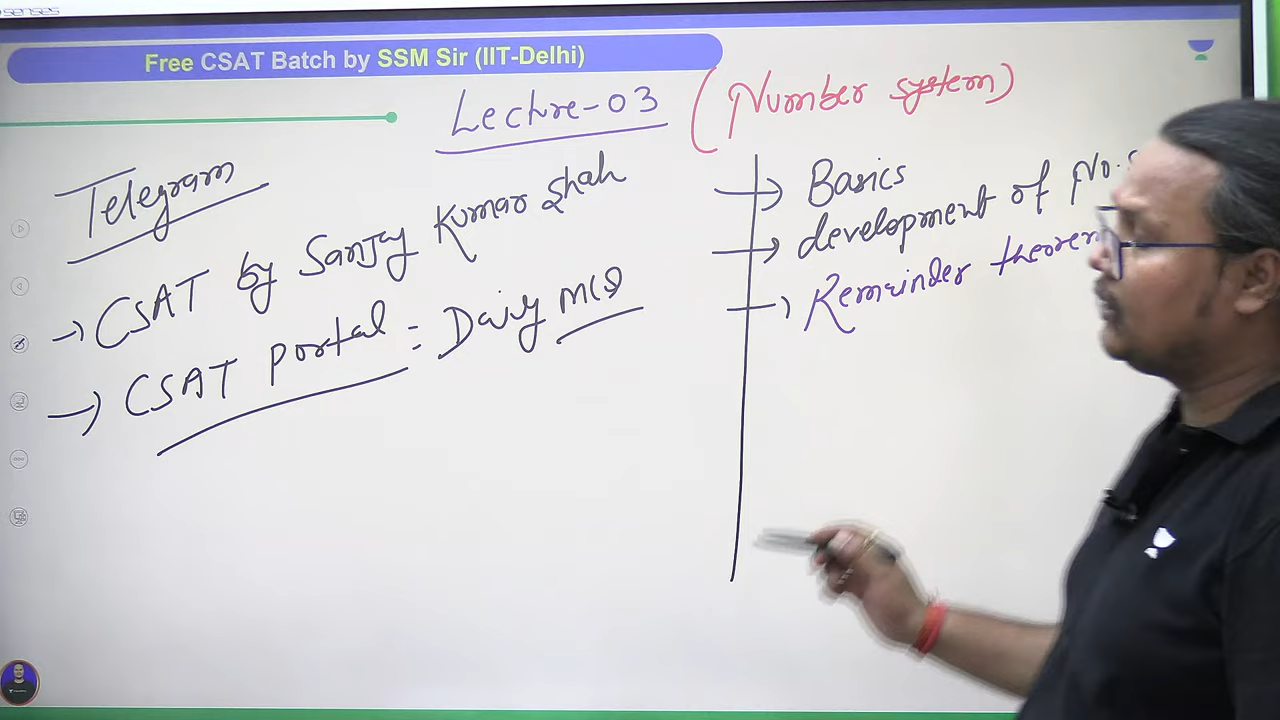 Free CSAT Batch by SSM Sir (IIT-Delhi)
Lecture-03 (Number system)
Telegram
→ CSAT by Sanjay Kumar Shah
→ CSAT portal : Daily MCQ
→ Basics
→ development of No.
→ Remainder theorem